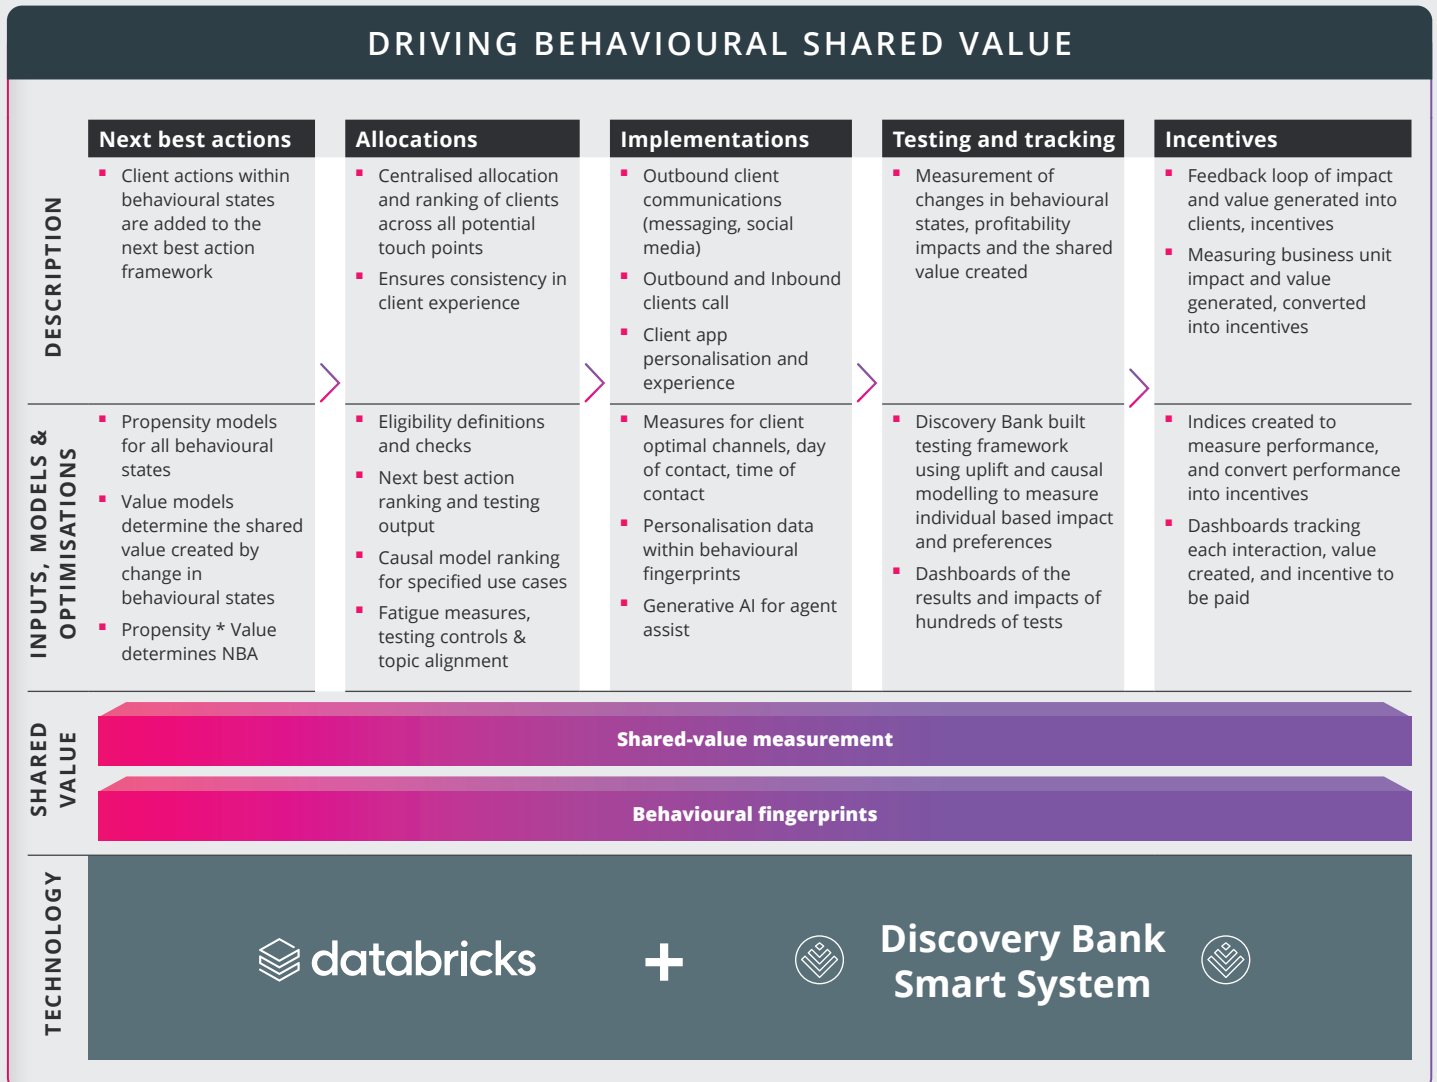 DRIVING BEHAVIOURAL SHARED VALUE
DESCRIPTION
Next best actions
Client actions within
behavioural states
are added to the
next best action
framework
Allocations
Centralised allocation
and ranking of clients
across all potential
touch points
Ensures consistency in
client experience
Implementations
Outbound client
communications
(messaging, social
media)
Outbound and Inbound
clients call
Client app
personalisation and
experience
Testing and tracking
Measurement of
changes in behavioural
states, profitability
impacts and the shared
value created
Incentives
Feedback loop of impact
and value generated into
clients, incentives
Measuring business unit
impact and value
generated, converted
into incentives
INPUTS, MODELS &
OPTIMISATIONS
Propensity models
for all behavioural
states
Value models
determine the shared
value created by
change in
behavioural states
Propensity * Value
determines NBA
Eligibility definitions
and checks
Next best action
ranking and testing
output
Causal model ranking
for specified use cases
Fatigue measures,
testing controls &
topic alignment
Measures for client
optimal channels, day
of contact, time of
contact
Personalisation data
within behavioural
fingerprints
Generative AI for agent
assist
Discovery Bank built
testing framework
using uplift and causal
modelling to measure
individual based impact
and preferences
Dashboards of the
results and impacts of
hundreds of tests
Indices created to
measure performance,
and convert performance
into incentives
Dashboards tracking
each interaction, value
created, and incentive to
be paid
SHARED
VALUE
Shared-value measurement
Behavioural fingerprints
TECHNOLOGY
databricks
+
Discovery Bank
Smart System